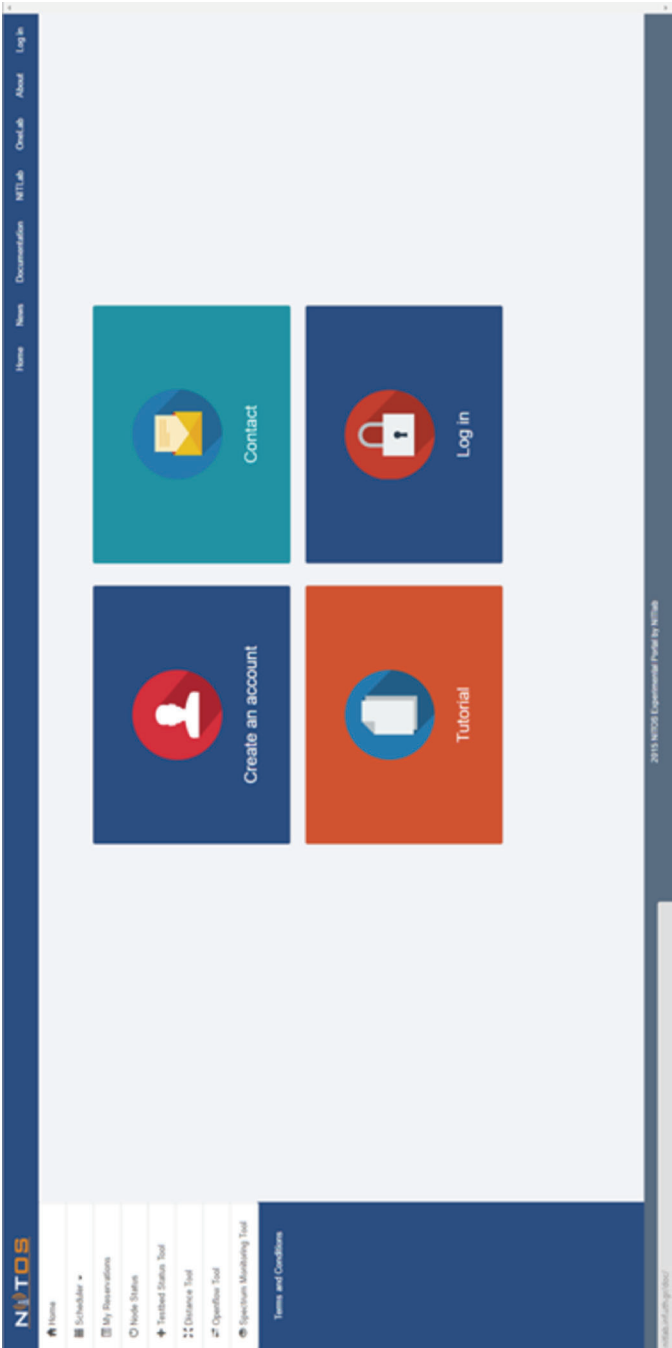 NITOS
Home News Documentation NITLab OneLab About Log in
Home
Scheduler
My Reservations
Node Status
Testbed Status Tool
Distance Tool
Openflow Tool
Spectrum Monitoring Tool
Terms and Conditions
Create an account
Contact
Tutorial
Log in
2015 NITOS Experimental Portal by NITlab